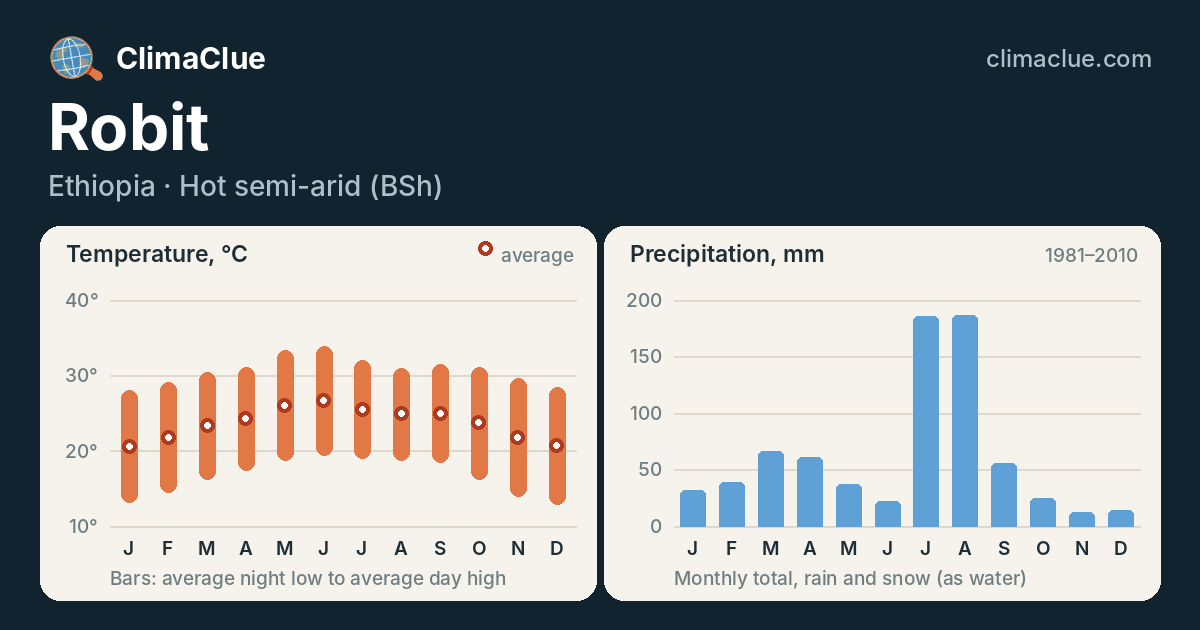 ClimaClue
climaclue.com
Robit
Ethiopia · Hot semi-arid (BSh)
Temperature, °C
average
40°
30°
20°
10°
J F M A M J J A S O N D
Bars: average night low to average day high
Precipitation, mm
1981–2010
200
150
100
50
0
J F M A M J J A S O N D
Monthly total, rain and snow (as water)